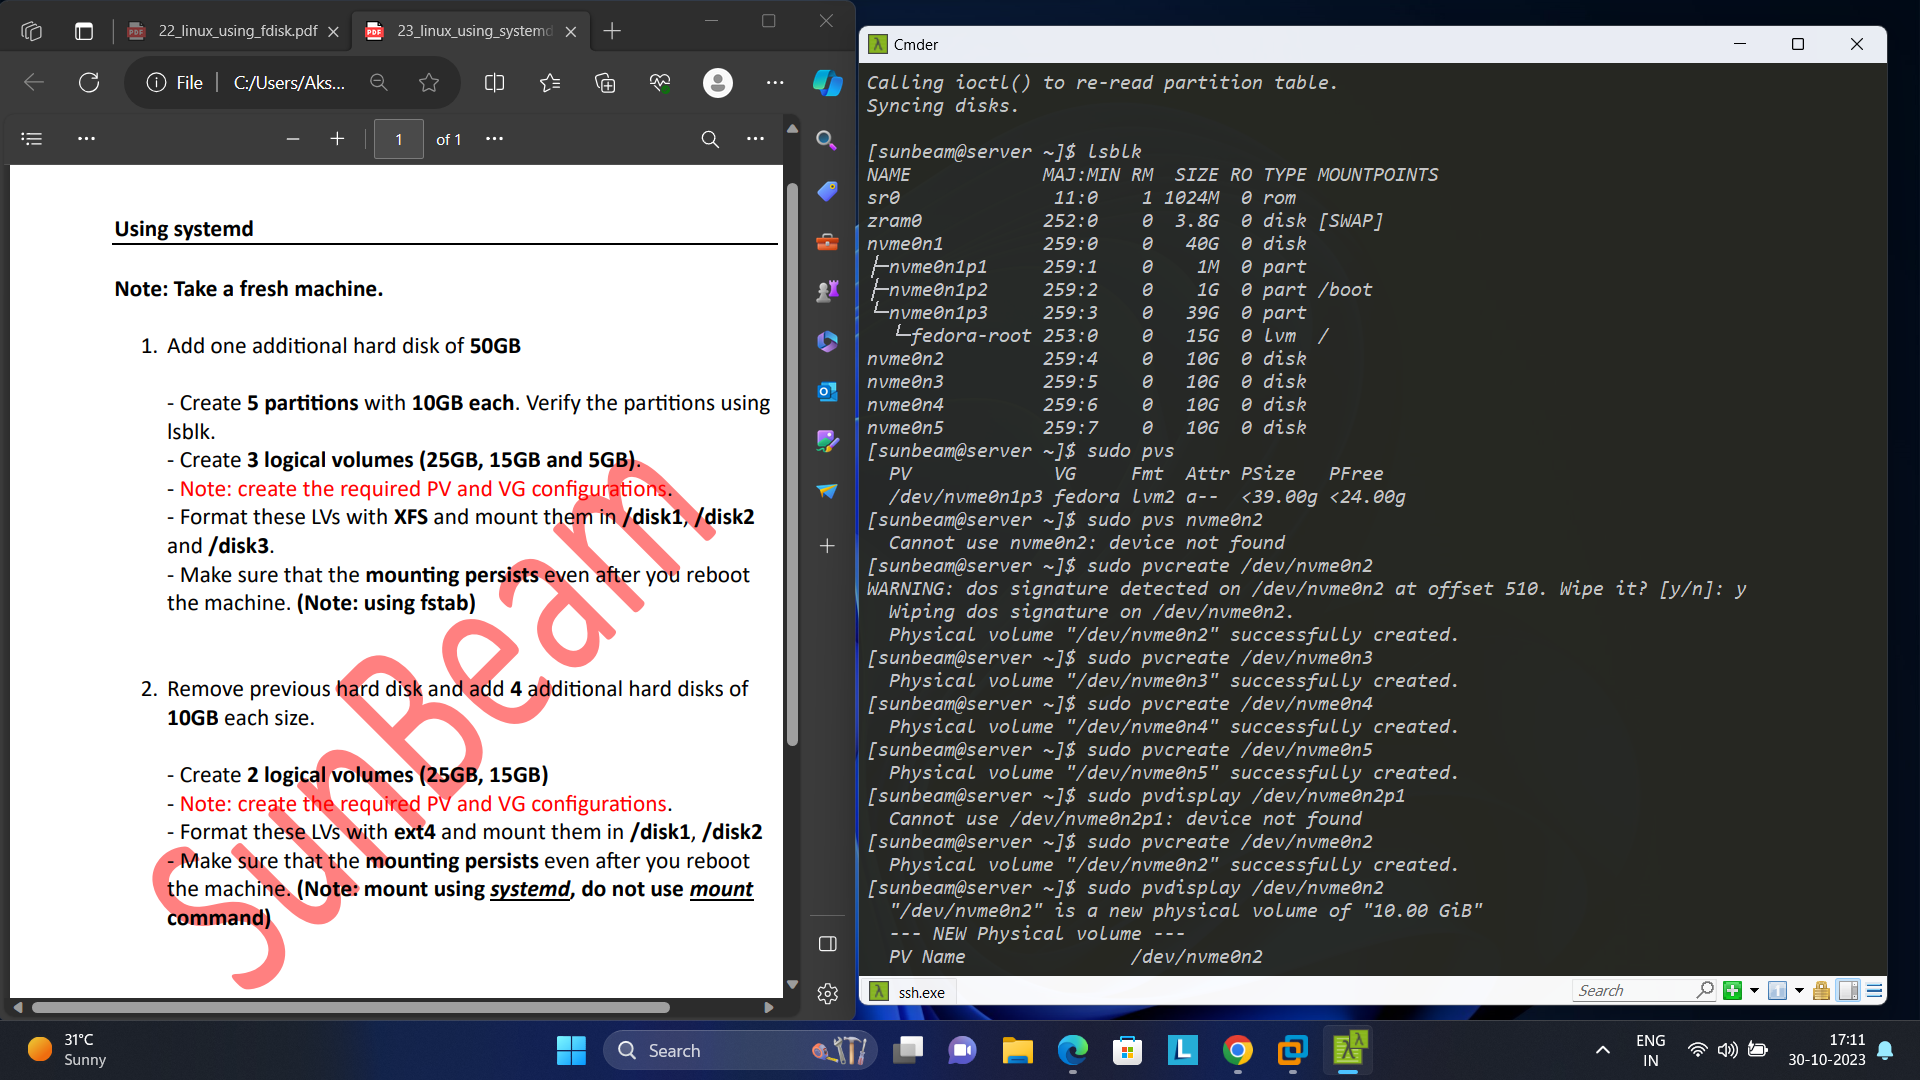 22_linux_using_fdisk.pdf
23_linux_using_systemd
File
C:/Users/Aks...
1
of 1
Using systemd
Note: Take a fresh machine.
1. Add one additional hard disk of 50GB
- Create 5 partitions with 10GB each. Verify the partitions using
lsblk.
- Create 3 logical volumes (25GB, 15GB and 5GB).
- Note: create the required PV and VG configurations.
- Format these LVs with XFS and mount them in /disk1, /disk2
and /disk3.
- Make sure that the mounting persists even after you reboot
the machine. (Note: using fstab)
2. Remove previous hard disk and add 4 additional hard disks of
10GB each size.
- Create 2 logical volumes (25GB, 15GB)
- Note: create the required PV and VG configurations.
- Format these LVs with ext4 and mount them in /disk1, /disk2
- Make sure that the mounting persists even after you reboot
the machine. (Note: mount using systemd, do not use mount
command)
SunBeam
Cmder
Calling ioctl() to re-read partition table.
Syncing disks.
[sunbeam@server ~]$ lsblk
NAME MAJ:MIN RM SIZE RO TYPE MOUNTPOINTS
sr0 11:0 1 1024M 0 rom
zram0 252:0 0 3.8G 0 disk [SWAP]
nvme0n1 259:0 0 40G 0 disk
├─nvme0n1p1 259:1 0 1M 0 part
├─nvme0n1p2 259:2 0 1G 0 part /boot
└─nvme0n1p3 259:3 0 39G 0 part
└─fedora-root 253:0 0 15G 0 lvm /
nvme0n2 259:4 0 10G 0 disk
nvme0n3 259:5 0 10G 0 disk
nvme0n4 259:6 0 10G 0 disk
nvme0n5 259:7 0 10G 0 disk
[sunbeam@server ~]$ sudo pvs
PV VG Fmt Attr PSize PFree
/dev/nvme0n1p3 fedora lvm2 a-- <39.00g <24.00g
[sunbeam@server ~]$ sudo pvs nvme0n2
Cannot use nvme0n2: device not found
[sunbeam@server ~]$ sudo pvcreate /dev/nvme0n2
WARNING: dos signature detected on /dev/nvme0n2 at offset 510. Wipe it? [y/n]: y
Wiping dos signature on /dev/nvme0n2.
Physical volume "/dev/nvme0n2" successfully created.
[sunbeam@server ~]$ sudo pvcreate /dev/nvme0n3
Physical volume "/dev/nvme0n3" successfully created.
[sunbeam@server ~]$ sudo pvcreate /dev/nvme0n4
Physical volume "/dev/nvme0n4" successfully created.
[sunbeam@server ~]$ sudo pvcreate /dev/nvme0n5
Physical volume "/dev/nvme0n5" successfully created.
[sunbeam@server ~]$ sudo pvdisplay /dev/nvme0n2p1
Cannot use /dev/nvme0n2p1: device not found
[sunbeam@server ~]$ sudo pvcreate /dev/nvme0n2
Physical volume "/dev/nvme0n2" successfully created.
[sunbeam@server ~]$ sudo pvdisplay /dev/nvme0n2
"/dev/nvme0n2" is a new physical volume of "10.00 GiB"
--- NEW Physical volume ---
PV Name /dev/nvme0n2
ssh.exe
Search
31°C
Sunny
Search
ENG
IN
17:11
30-10-2023